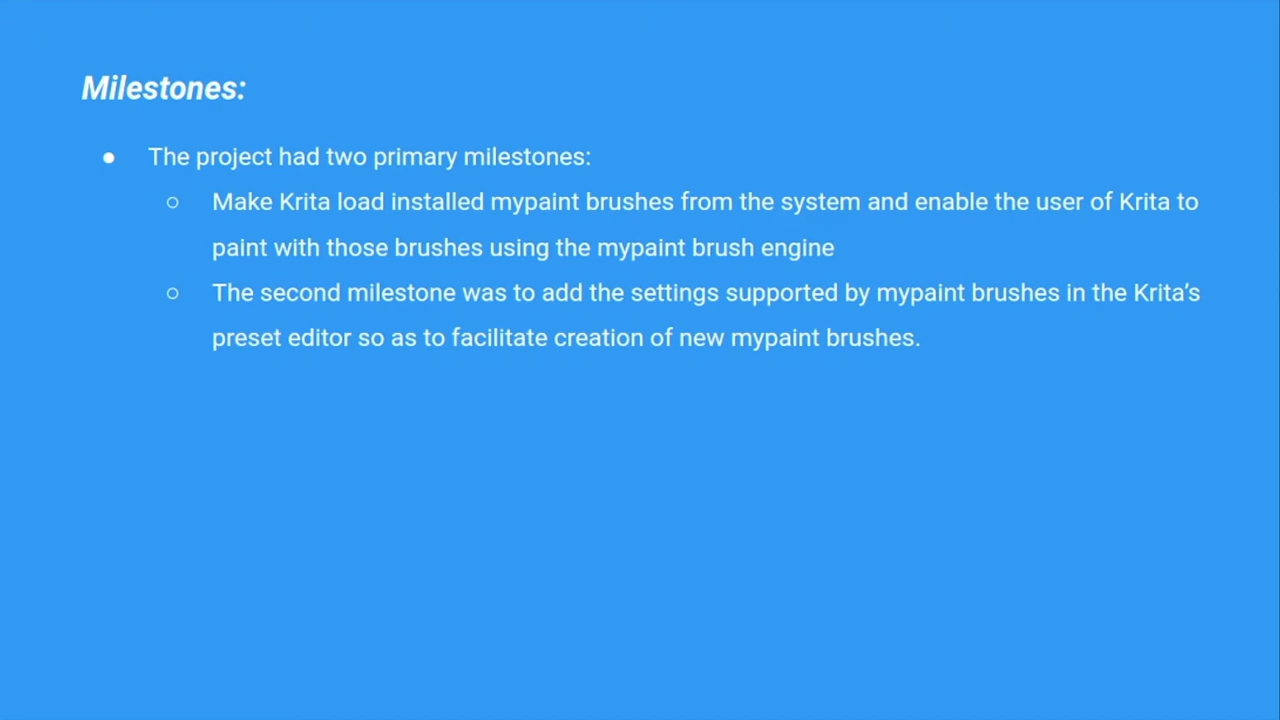 Milestones:
● The project had two primary milestones:
○ Make Krita load installed mypaint brushes from the system and enable the user of Krita to
paint with those brushes using the mypaint brush engine
○ The second milestone was to add the settings supported by mypaint brushes in the Krita’s
preset editor so as to facilitate creation of new mypaint brushes.